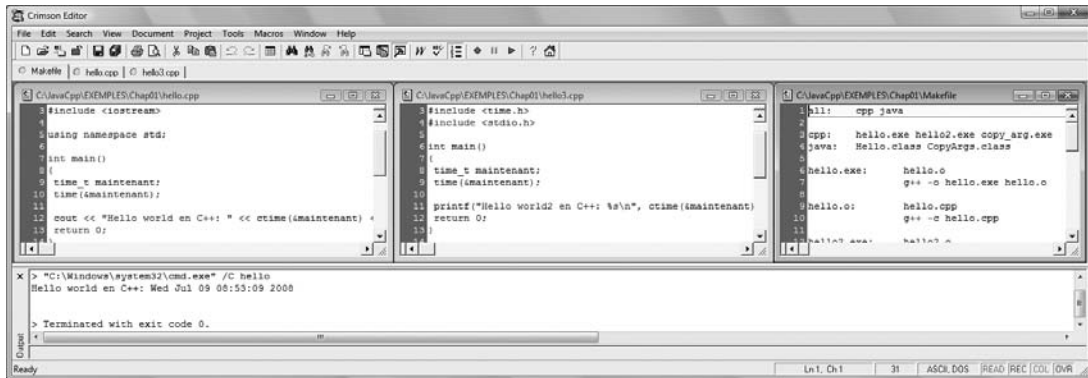 Crimson Editor
File Edit Search View Document Project Tools Macros Window Help
Makefile hello.cpp hello3.cpp
C:\JavaCpp\EXEMPLES\Chap01\hello.cpp
3 #include <iostream>
4
5 using namespace std;
6
7 int main()
8 {
9 time_t maintenant;
10 time(&maintenant);
11
12 cout << "Hello world en C++: " << ctime(&maintenant) <
13 return 0;
C:\JavaCpp\EXEMPLES\Chap01\hello3.cpp
3 #include <time.h>
4 #include <stdio.h>
5
6 int main()
7 {
8 time_t maintenant;
9 time(&maintenant);
10
11 printf("Hello world2 en C++: %s\n", ctime(&maintenant)
12 return 0;
13 }
C:\JavaCpp\EXEMPLES\Chap01\Makefile
1 all: cpp java
2
3 cpp: hello.exe hello2.exe copy_arg.exe
4 java: Hello.class CopyArgs.class
6 hello.exe: hello.o
7 g++ -o hello.exe hello.o
8
9 hello.o: hello.cpp
10 g++ -c hello.cpp
11
12 hello2.exe: hello2.o
> "C:\Windows\system32\cmd.exe" /C hello
Hello world en C++: Wed Jul 09 08:53:09 2008
> Terminated with exit code 0.
Output
Ready Ln 1, Ch 1 31 ASCII, DOS READ REC COL OVR